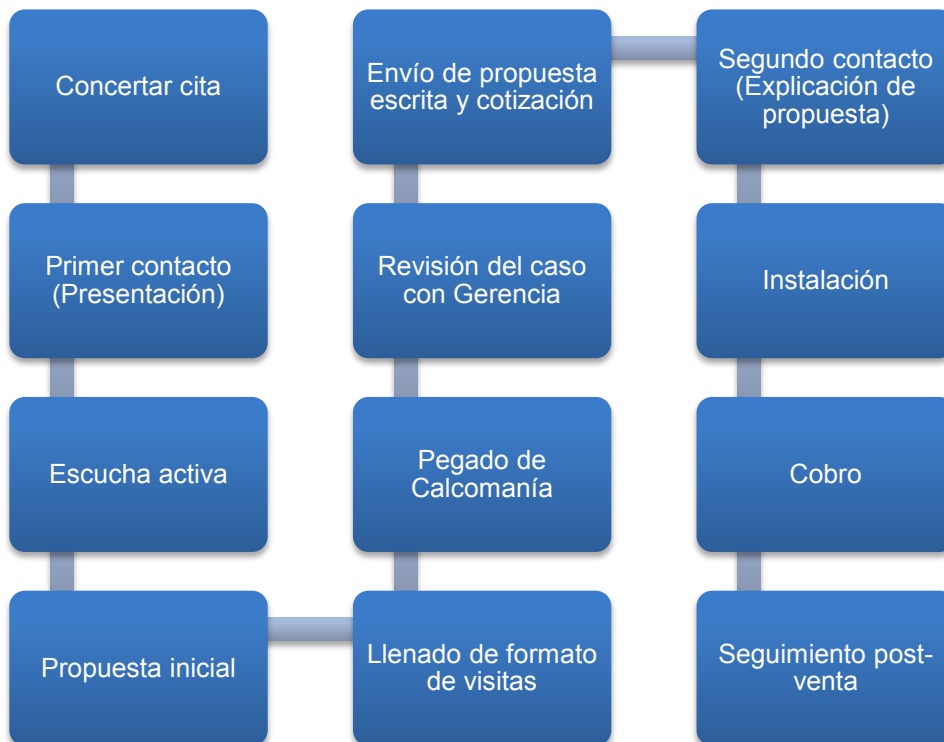 Concertar cita
Primer contacto
(Presentación)
Escucha activa
Propuesta inicial
Llenado de formato
de visitas
Pegado de
Calcomanía
Revisión del caso
con Gerencia
Envío de propuesta
escrita y cotización
Segundo contacto
(Explicación de
propuesta)
Instalación
Cobro
Seguimiento post-
venta